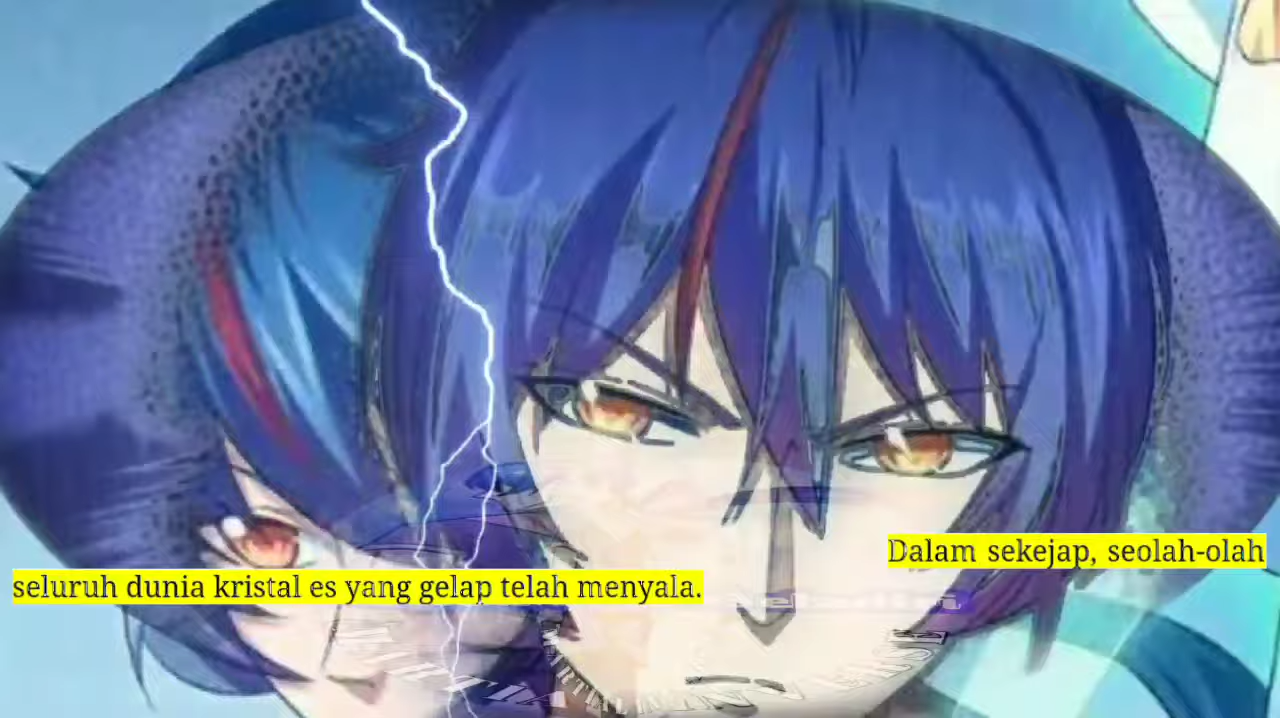 Dalam sekejap, seolah-olah
seluruh dunia kristal es yang gelap telah menyala.